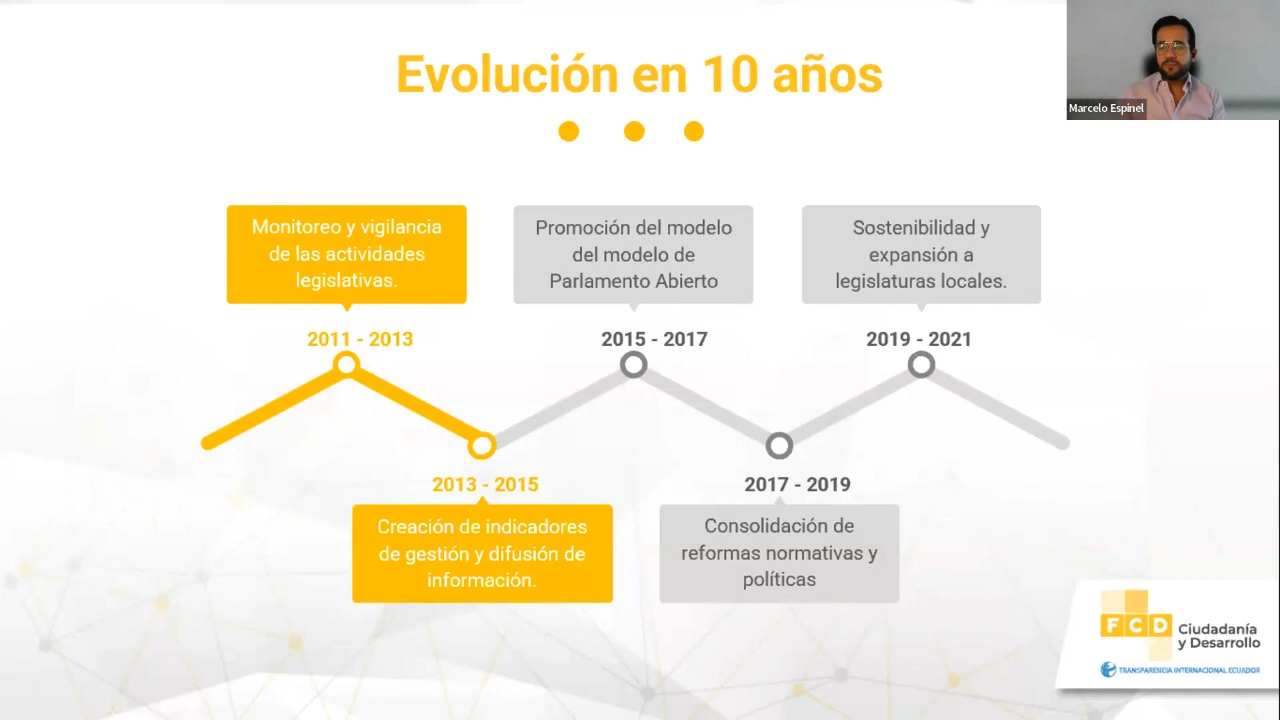 Evolución en 10 años
Marcelo Espinel
Monitoreo y vigilancia
de las actividades
legislativas.
Promoción del modelo
del modelo de
Parlamento Abierto
Sostenibilidad y
expansión a
legislaturas locales.
2011 - 2013
2015 - 2017
2019 - 2021
2013 - 2015
2017 - 2019
Creación de indicadores
de gestión y difusión de
información.
Consolidación de
reformas normativas y
políticas
FCD
Ciudadanía
y Desarrollo
TRANSPARENCIA INTERNACIONAL ECUADOR